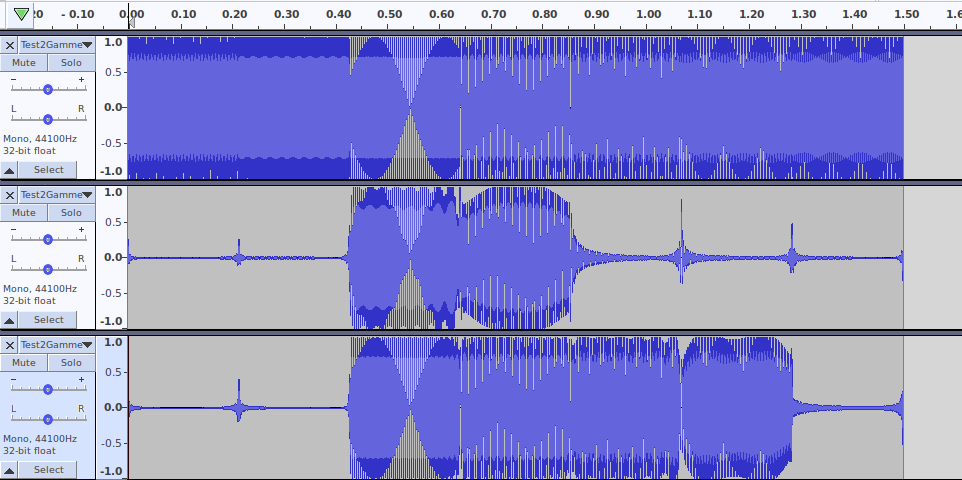 20 - 0.10 0.00 0.10 0.20 0.30 0.40 0.50 0.60 0.70 0.80 0.90 1.00 1.10 1.20 1.30 1.40 1.50 1.6
Test2Gamme
Mute Solo
- +
L R
Mono, 44100Hz
32-bit float
Select
1.0
0.5
0.0
-0.5
-1.0
Test2Gamme
Mute Solo
- +
L R
Mono, 44100Hz
32-bit float
Select
1.0
0.5
0.0
-0.5
-1.0
Test2Gamme
Mute Solo
- +
L R
Mono, 44100Hz
32-bit float
Select
1.0
0.5
0.0
-0.5
-1.0